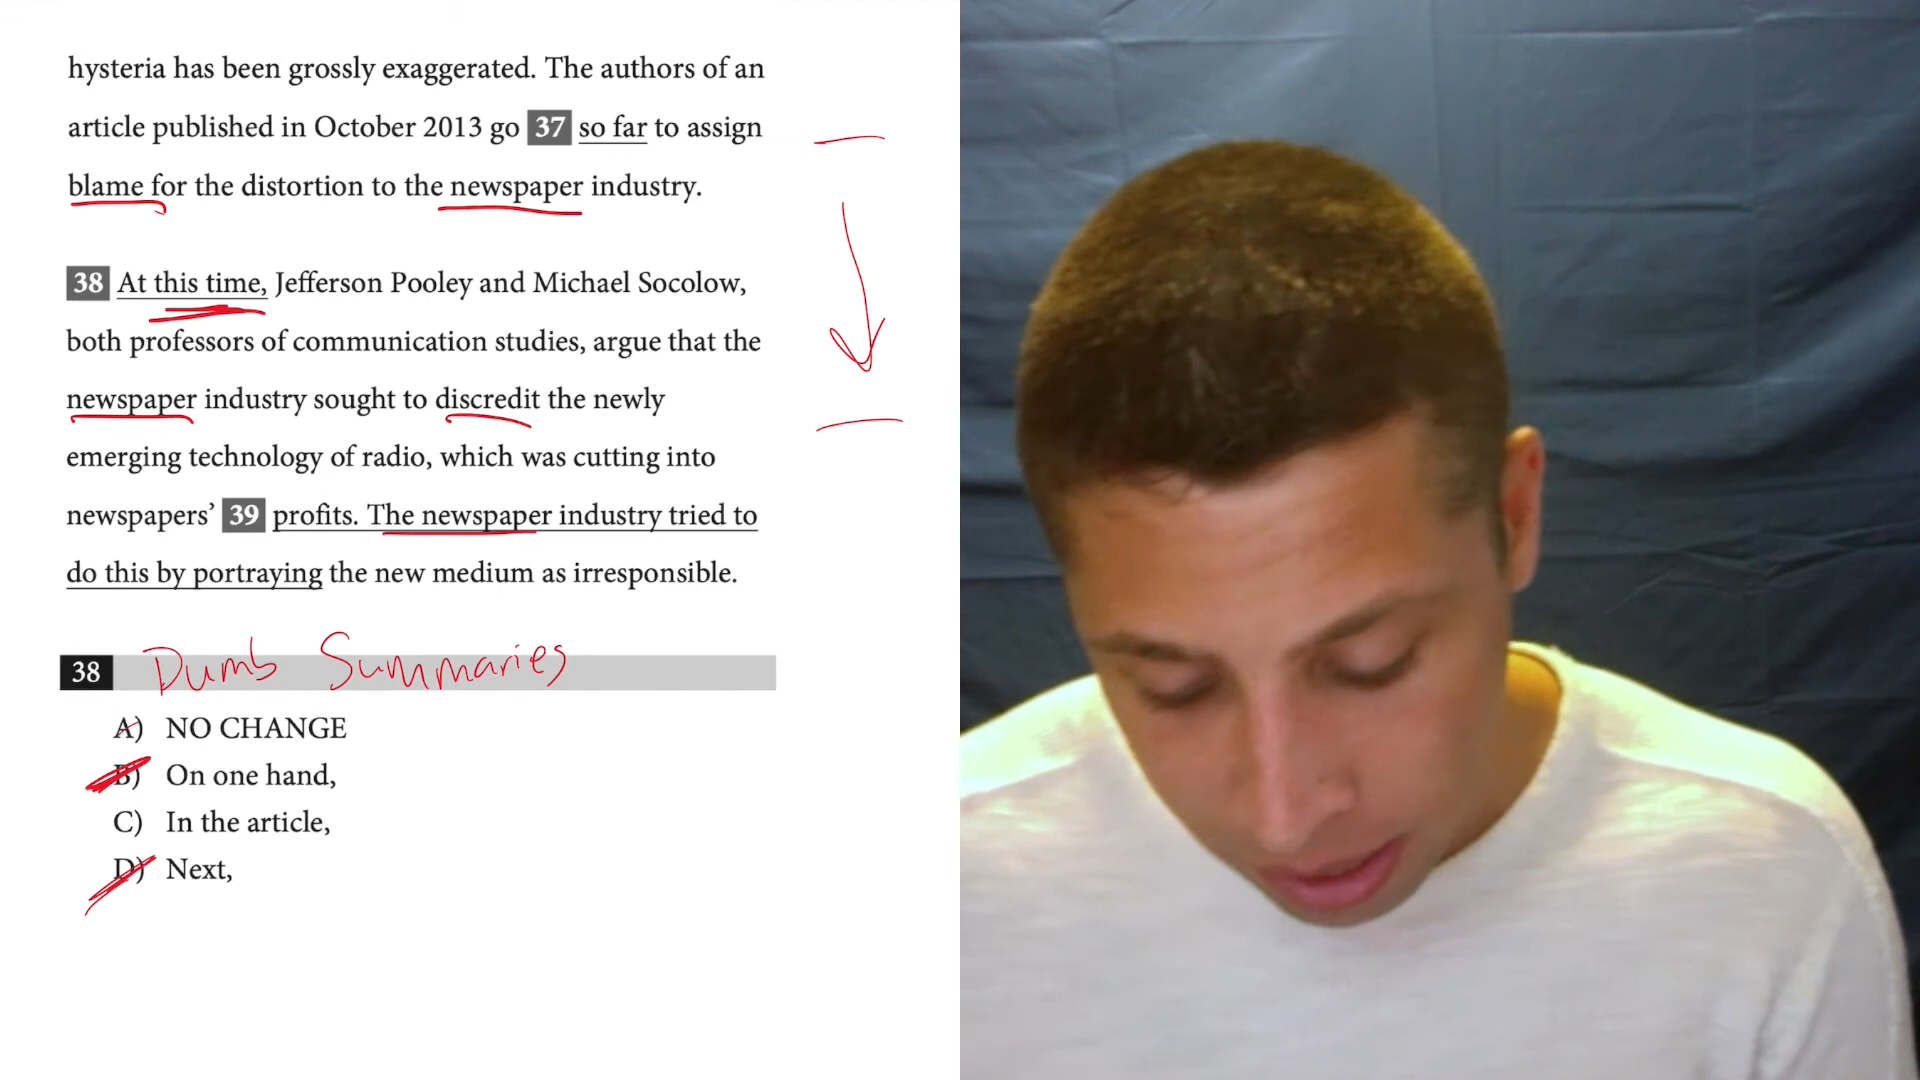 hysteria has been grossly exaggerated. The authors of an
article published in October 2013 go 37 so far to assign
blame for the distortion to the newspaper industry.
38 At this time, Jefferson Pooley and Michael Socolow,
both professors of communication studies, argue that the
newspaper industry sought to discredit the newly
emerging technology of radio, which was cutting into
newspapers’ 39 profits. The newspaper industry tried to
do this by portraying the new medium as irresponsible.
38 Dumb Summaries
A) NO CHANGE
B) On one hand,
C) In the article,
D) Next,